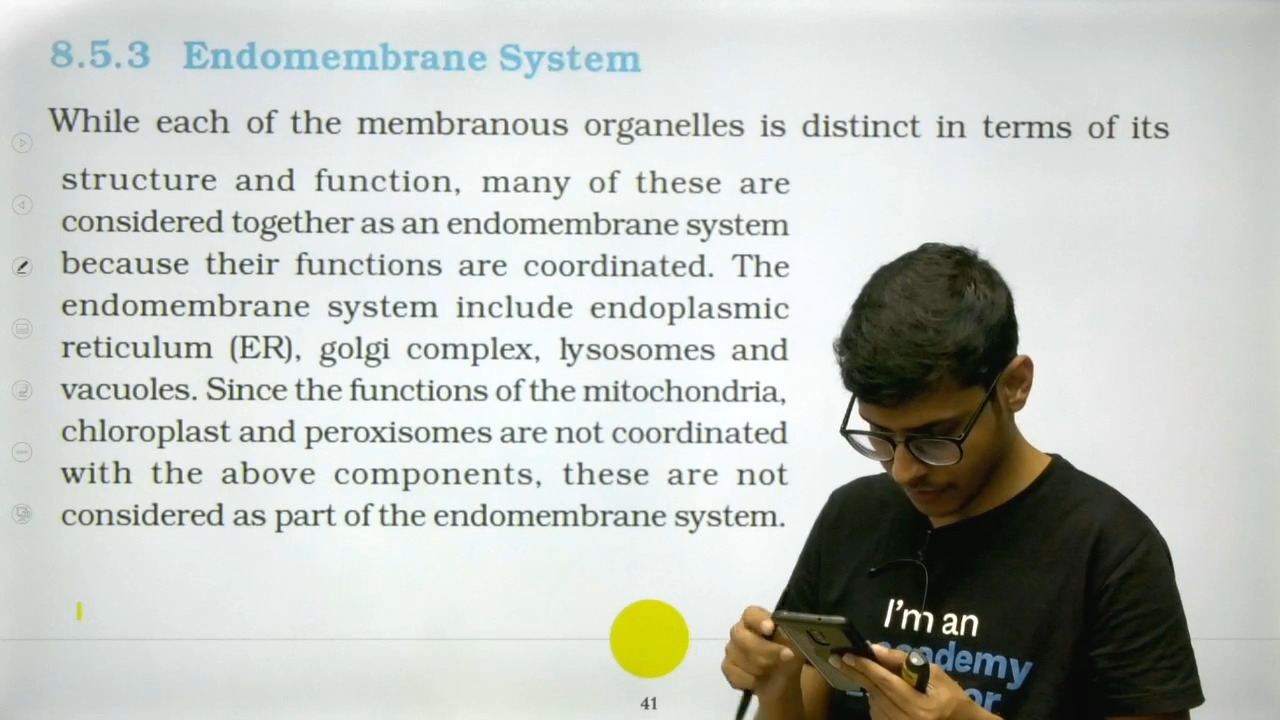 8.5.3 Endomembrane System
While each of the membranous organelles is distinct in terms of its
structure and function, many of these are
considered together as an endomembrane system
because their functions are coordinated. The
endomembrane system include endoplasmic
reticulum (ER), golgi complex, lysosomes and
vacuoles. Since the functions of the mitochondria,
chloroplast and peroxisomes are not coordinated
with the above components, these are not
considered as part of the endomembrane system.
I'm an
41